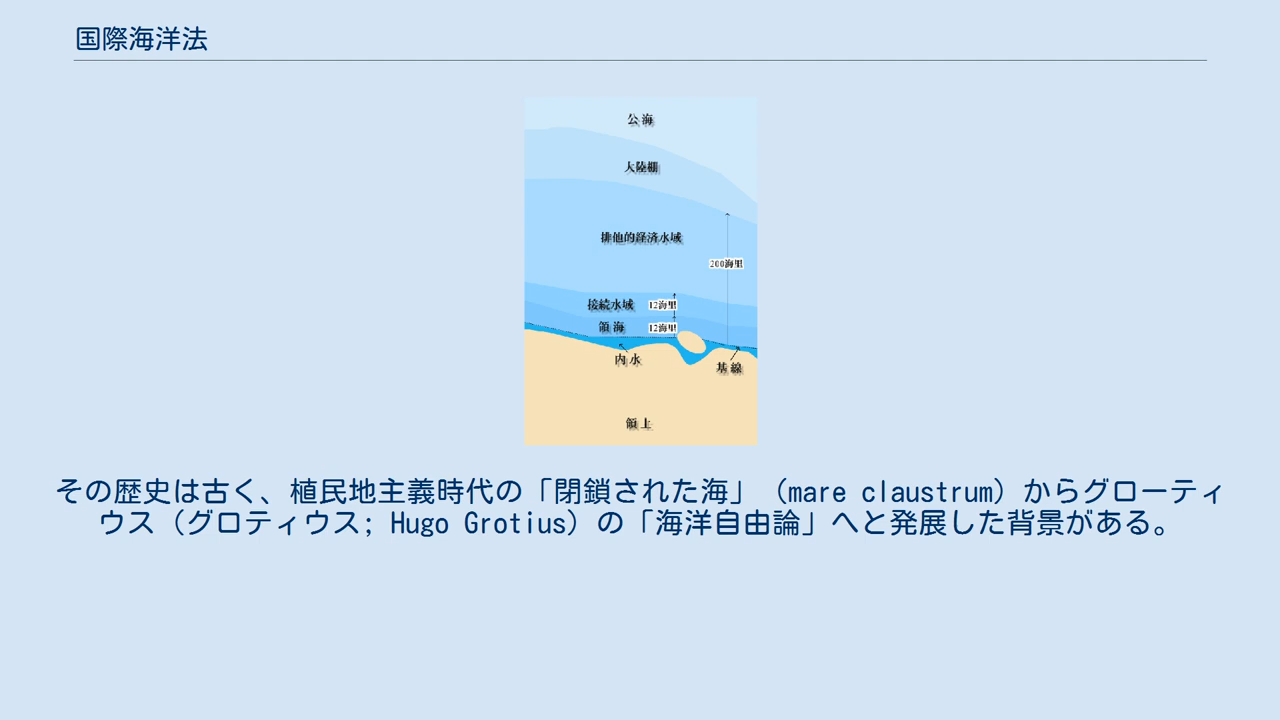 国際海洋法
公海
大陸棚
排他的経済水域
200海里
接続水域
12海里
領海
12海里
内水
基線
領土
その歴史は古く、植民地主義時代の「閉鎖された海」（mare claustrum）からグローティ
ウス（グロティウス; Hugo Grotius）の「海洋自由論」へと発展した背景がある。